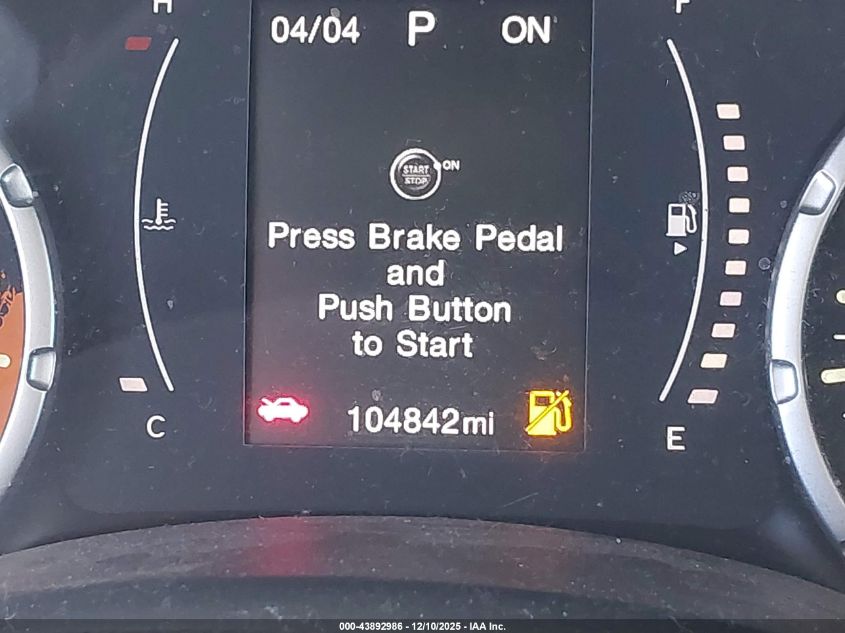 H
04/04 P ON
F
START
STOP
ON
Press Brake Pedal
and
Push Button
to Start
104842mi
C
E
000-43892986 - 12/10/2025 - IAA Inc.